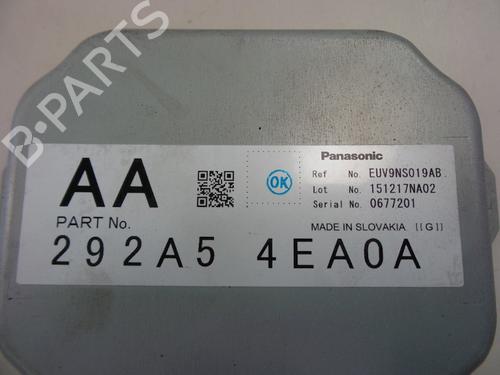 B-PARTS
AA
PART No.
292A5 4EA0A
OK
Panasonic
Ref No. EUV9NS019AB
Lot No. 151217NA02
Serial No. 0677201
MADE IN SLOVAKIA [[G]]